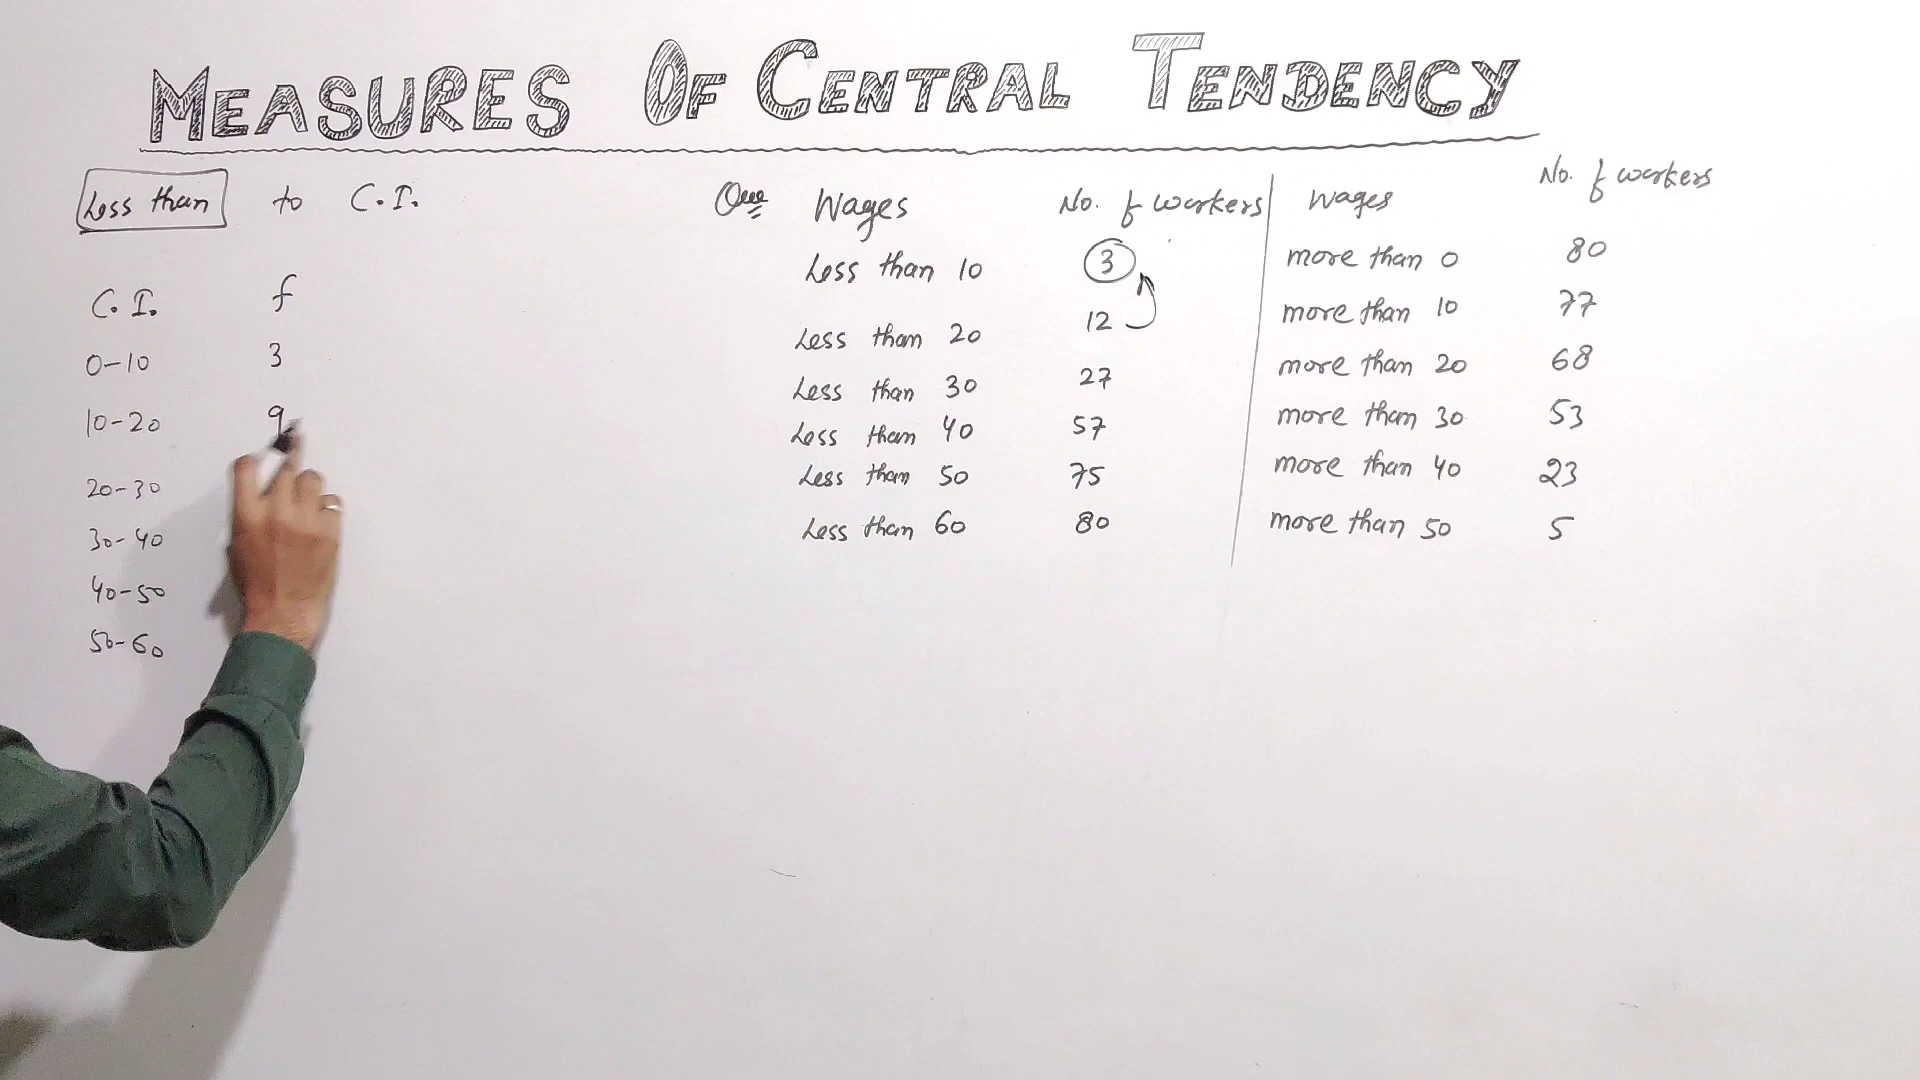 MEASURES OF CENTRAL TENDENCY
Less than to C.I.
C.I. f
0-10 3
10-20 9
20-30
30-40
40-50
50-60
Que Wages No. of workers
Less than 10 3
Less than 20 12
Less than 30 27
Less than 40 57
Less than 50 75
Less than 60 80
Wages No. of workers
more than 0 80
more than 10 77
more than 20 68
more than 30 53
more than 40 23
more than 50 5